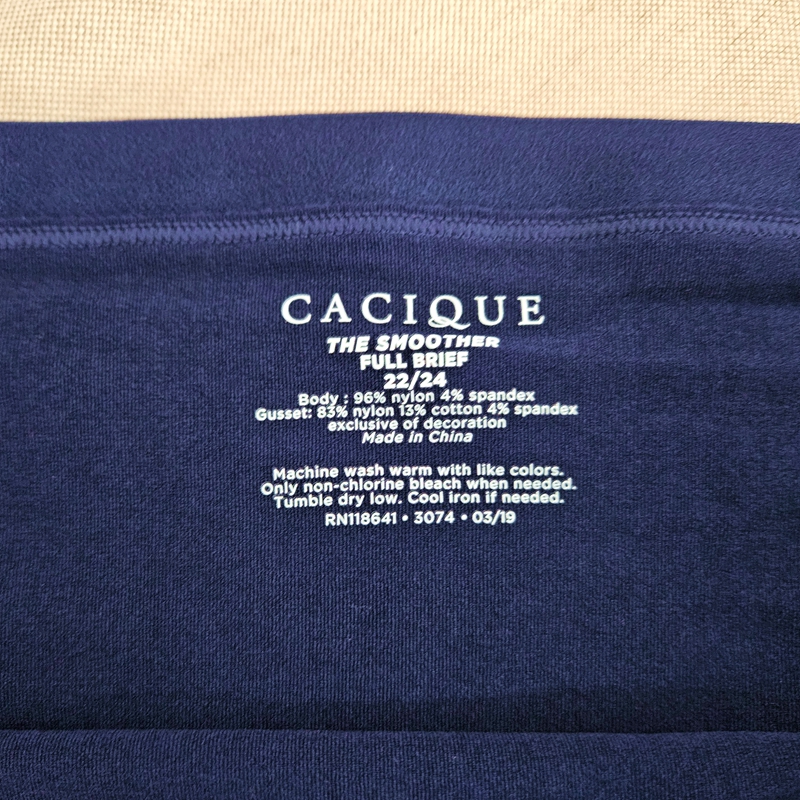 CACIQUE
THE SMOOTHER
FULL BRIEF
22/24
Body : 96% nylon 4% spandex
Gusset: 83% nylon 13% cotton 4% spandex
exclusive of decoration
Made in China
Machine wash warm with like colors.
Only non-chlorine bleach when needed.
Tumble dry low. Cool iron if needed.
RN118641 • 3074 • 03/19